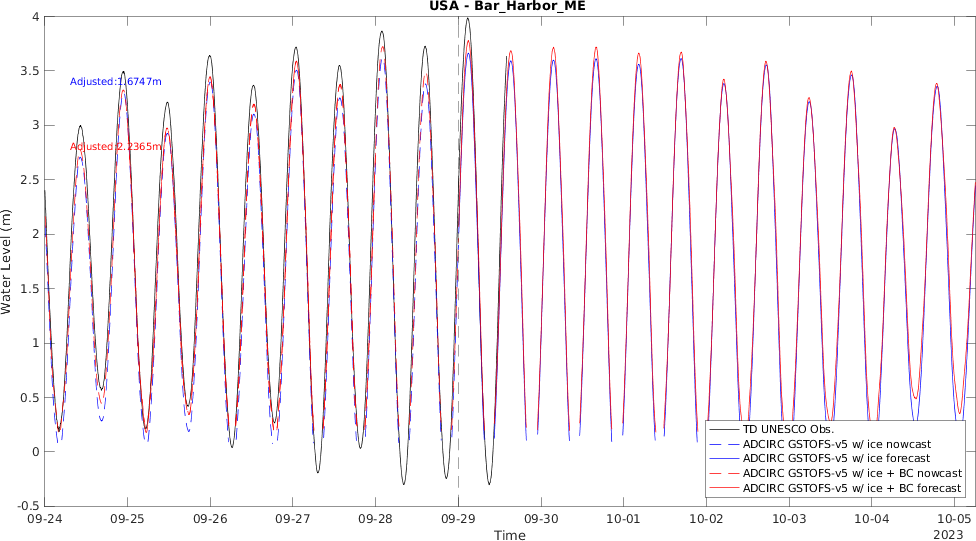 USA - Bar_Harbor_ME
4
3.5
3
2.5
2
1.5
1
0.5
0
-0.5
Water Level (m)
Adjusted:1.6747m
Adjusted:2.2365m
TD UNESCO Obs.
ADCIRC GSTOFS-v5 w/ ice nowcast
ADCIRC GSTOFS-v5 w/ ice forecast
ADCIRC GSTOFS-v5 w/ ice + BC nowcast
ADCIRC GSTOFS-v5 w/ ice + BC forecast
09-24 09-25 09-26 09-27 09-28 09-29 09-30 10-01 10-02 10-03 10-04 10-05
Time
2023